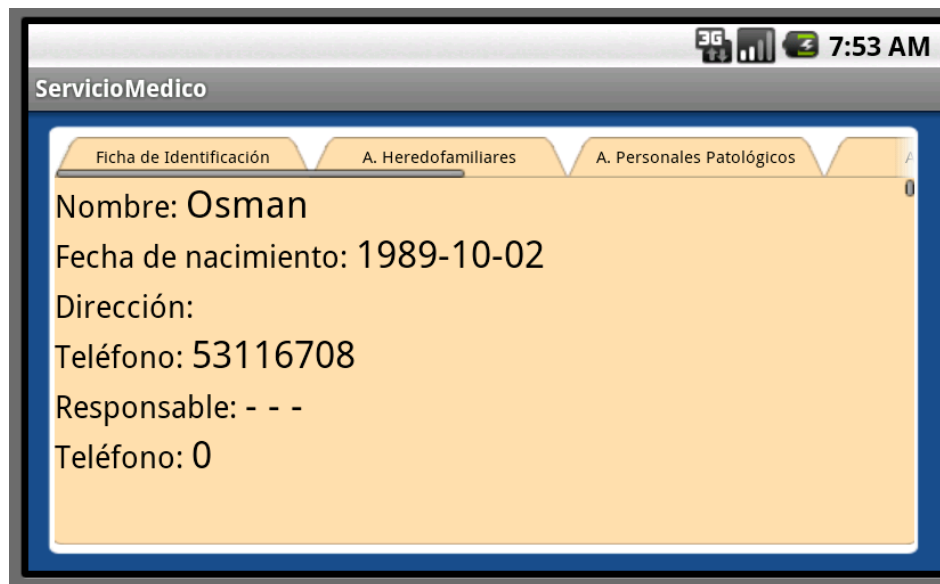 3G 7:53 AM
ServicioMedico
Ficha de Identificación A. Heredofamiliares A. Personales Patológicos A
Nombre: Osman
Fecha de nacimiento: 1989-10-02
Dirección:
Teléfono: 53116708
Responsable: - - -
Teléfono: 0